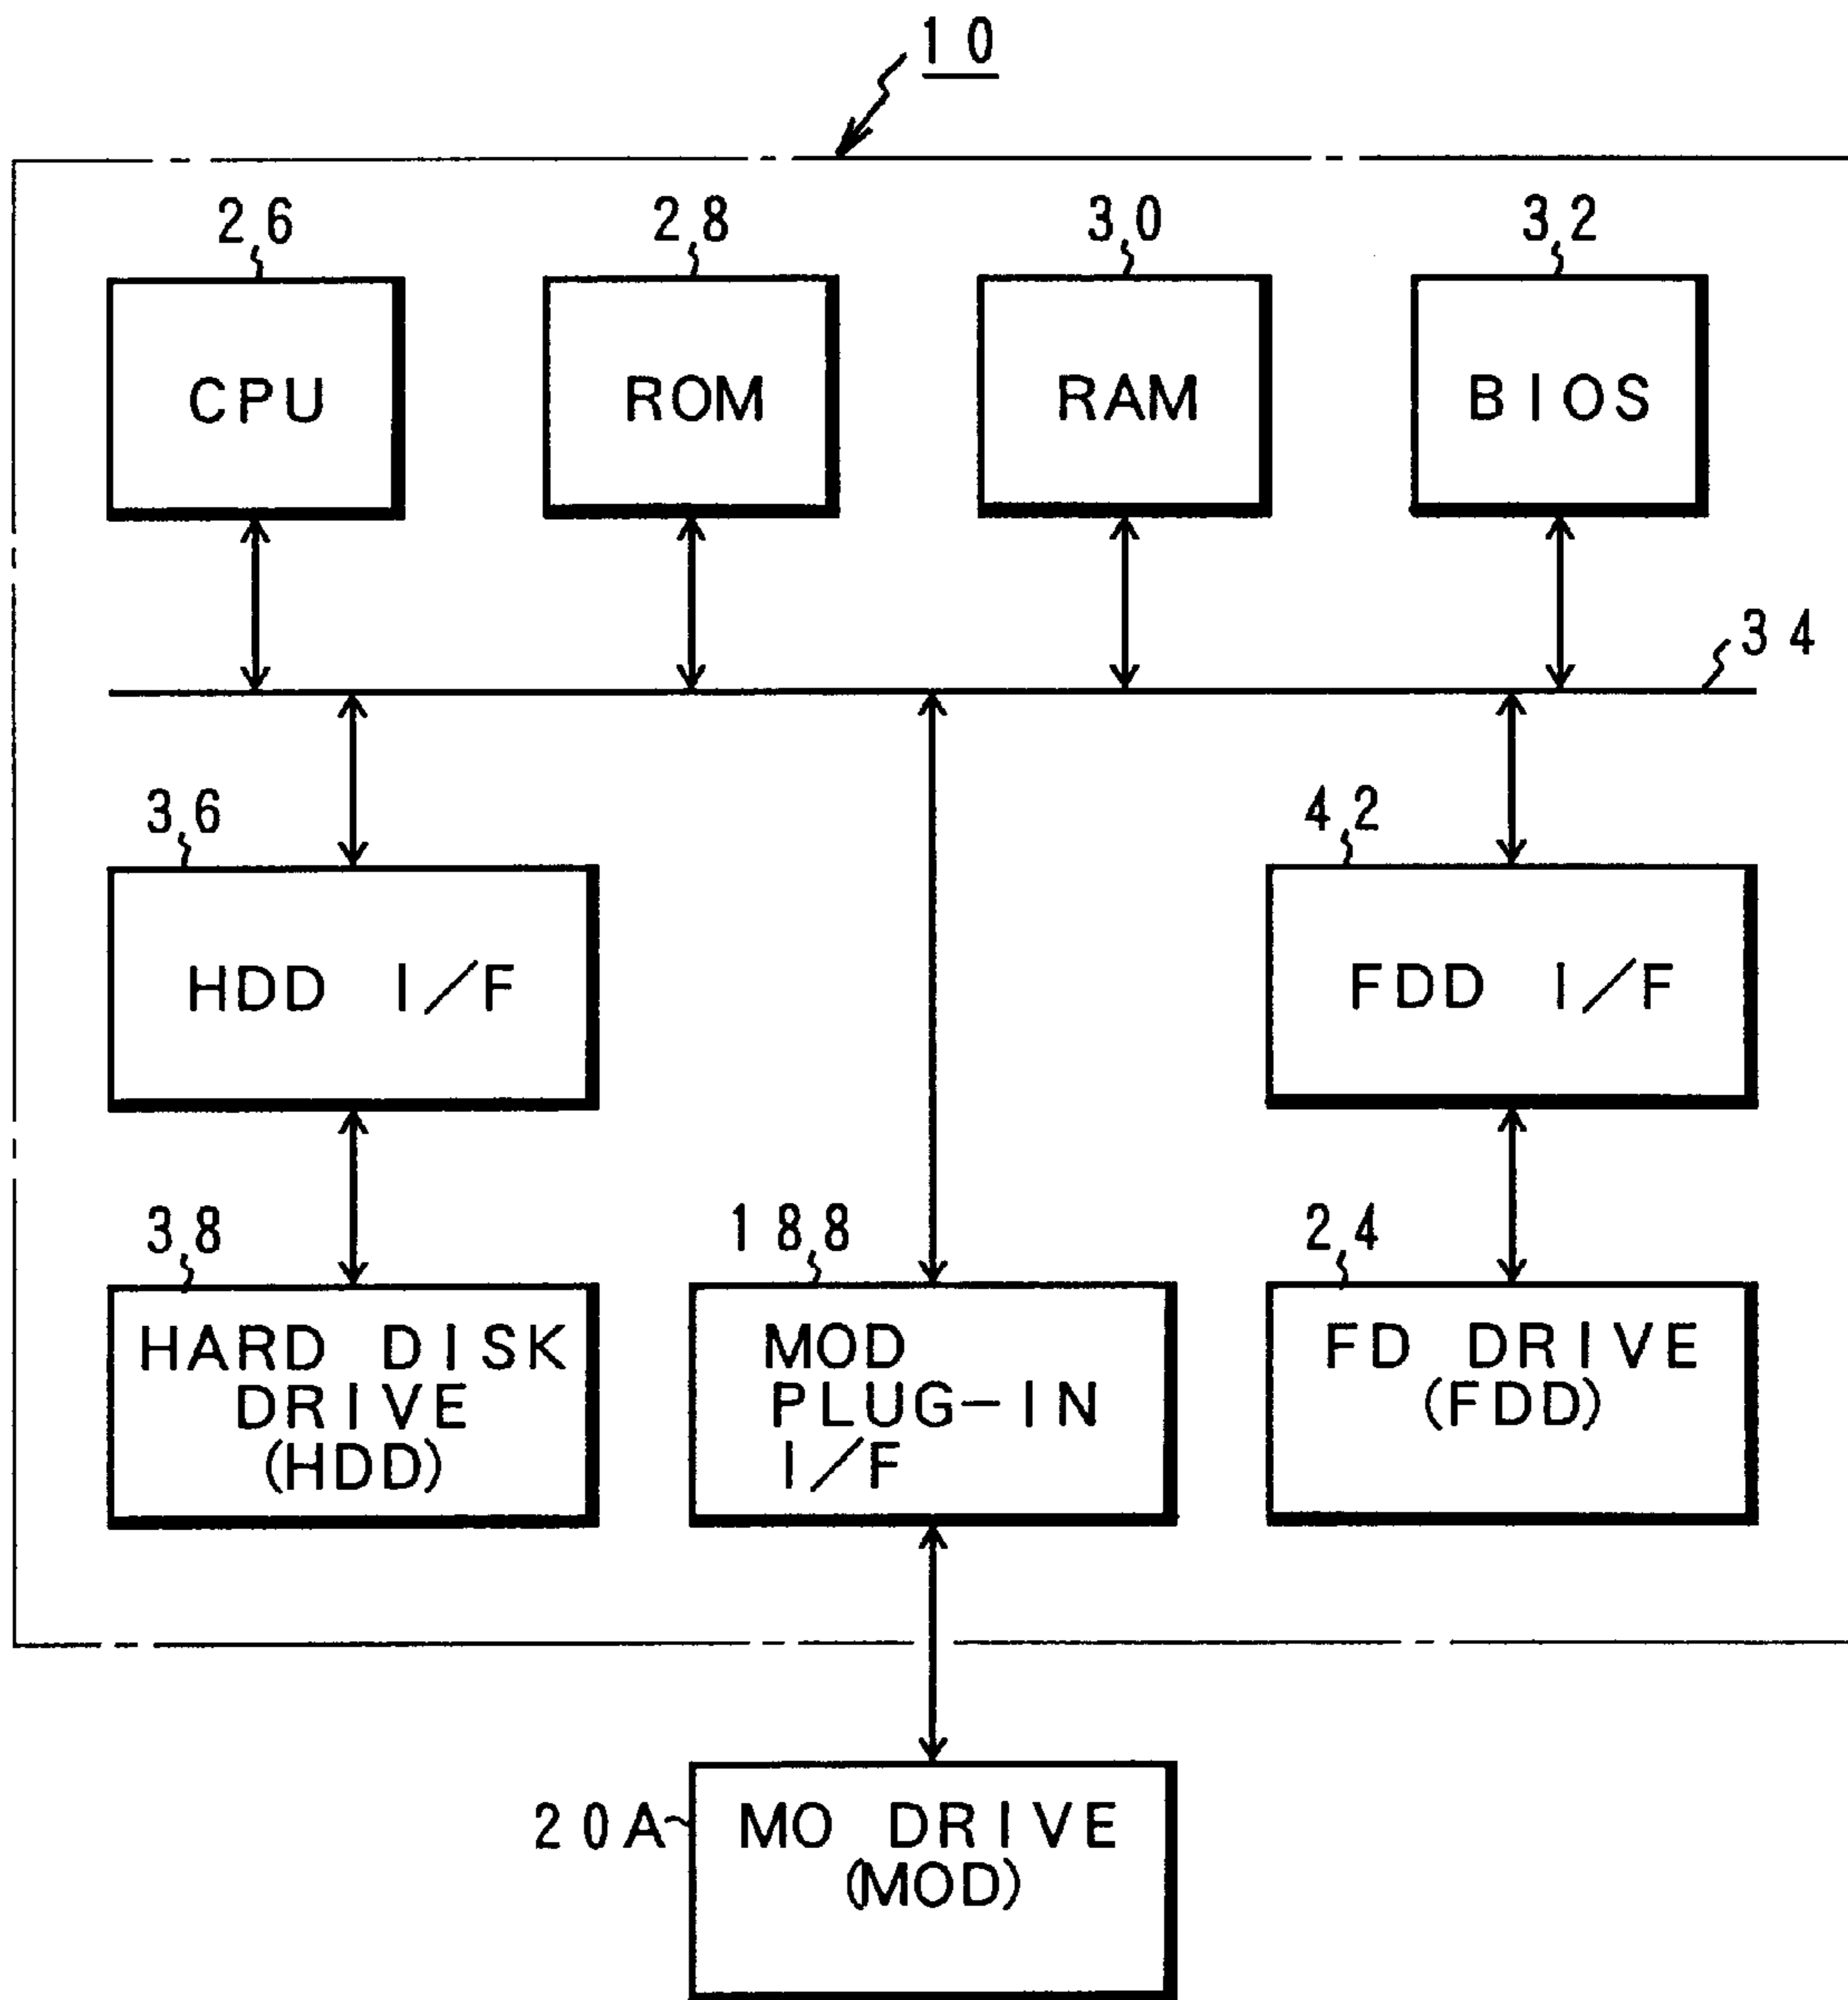 10
26
28
30
32
CPU
ROM
RAM
BIOS
34
36
42
HDD I/F
FDD I/F
38
188
24
HARD DISK
DRIVE
(HDD)
MOD
PLUG-IN
I/F
FD DRIVE
(FDD)
20A
MO DRIVE
(MOD)